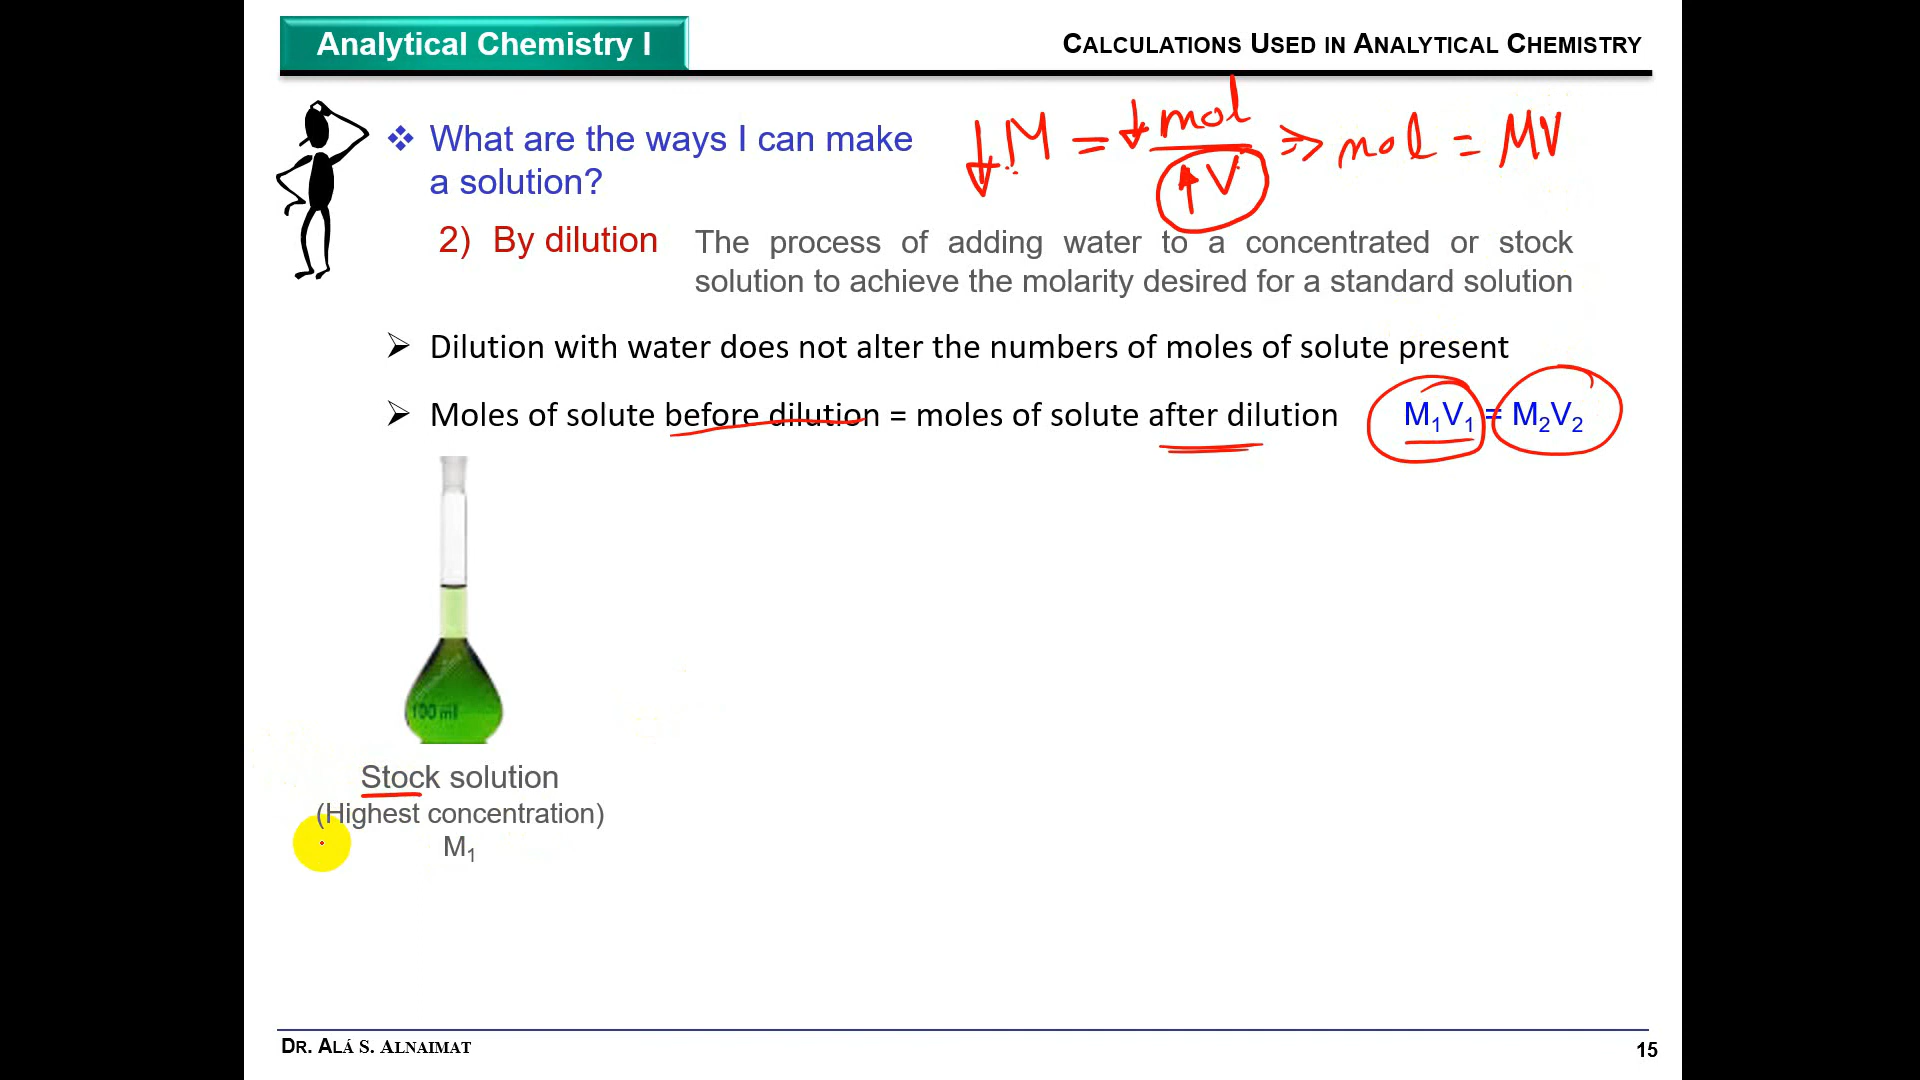 Analytical Chemistry I
CALCULATIONS USED IN ANALYTICAL CHEMISTRY
❖ What are the ways I can make
a solution?
↓M = ↓mol/↑V ⇒ mol = MV
2) By dilution
The process of adding water to a concentrated or stock
solution to achieve the molarity desired for a standard solution
➢ Dilution with water does not alter the numbers of moles of solute present
➢ Moles of solute before dilution = moles of solute after dilution M₁V₁ = M₂V₂
100 ml
Stock solution
(Highest concentration)
M₁
DR. ALÁ S. ALNAIMAT
15